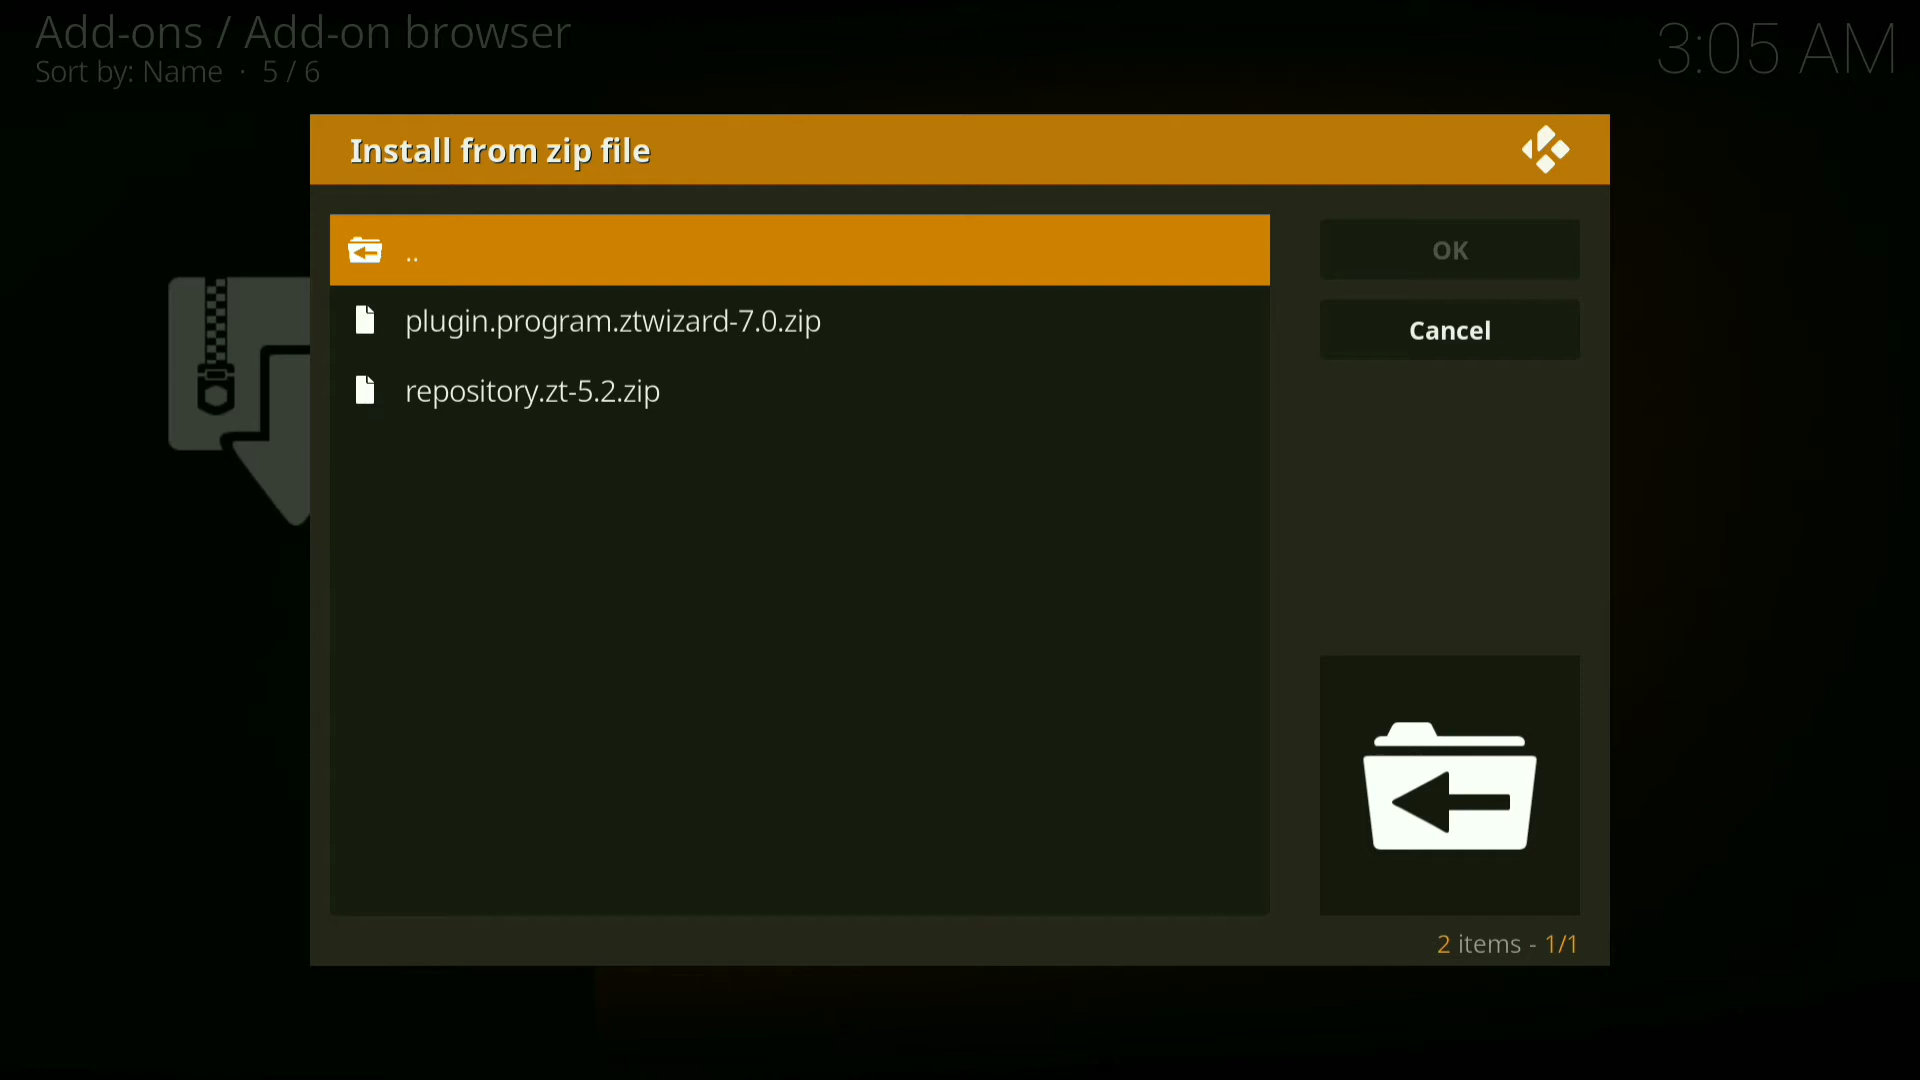 Add-ons / Add-on browser
Sort by: Name · 5 / 6
3:05 AM
Install from zip file
..
plugin.program.ztwizard-7.0.zip
repository.zt-5.2.zip
OK
Cancel
2 items - 1/1